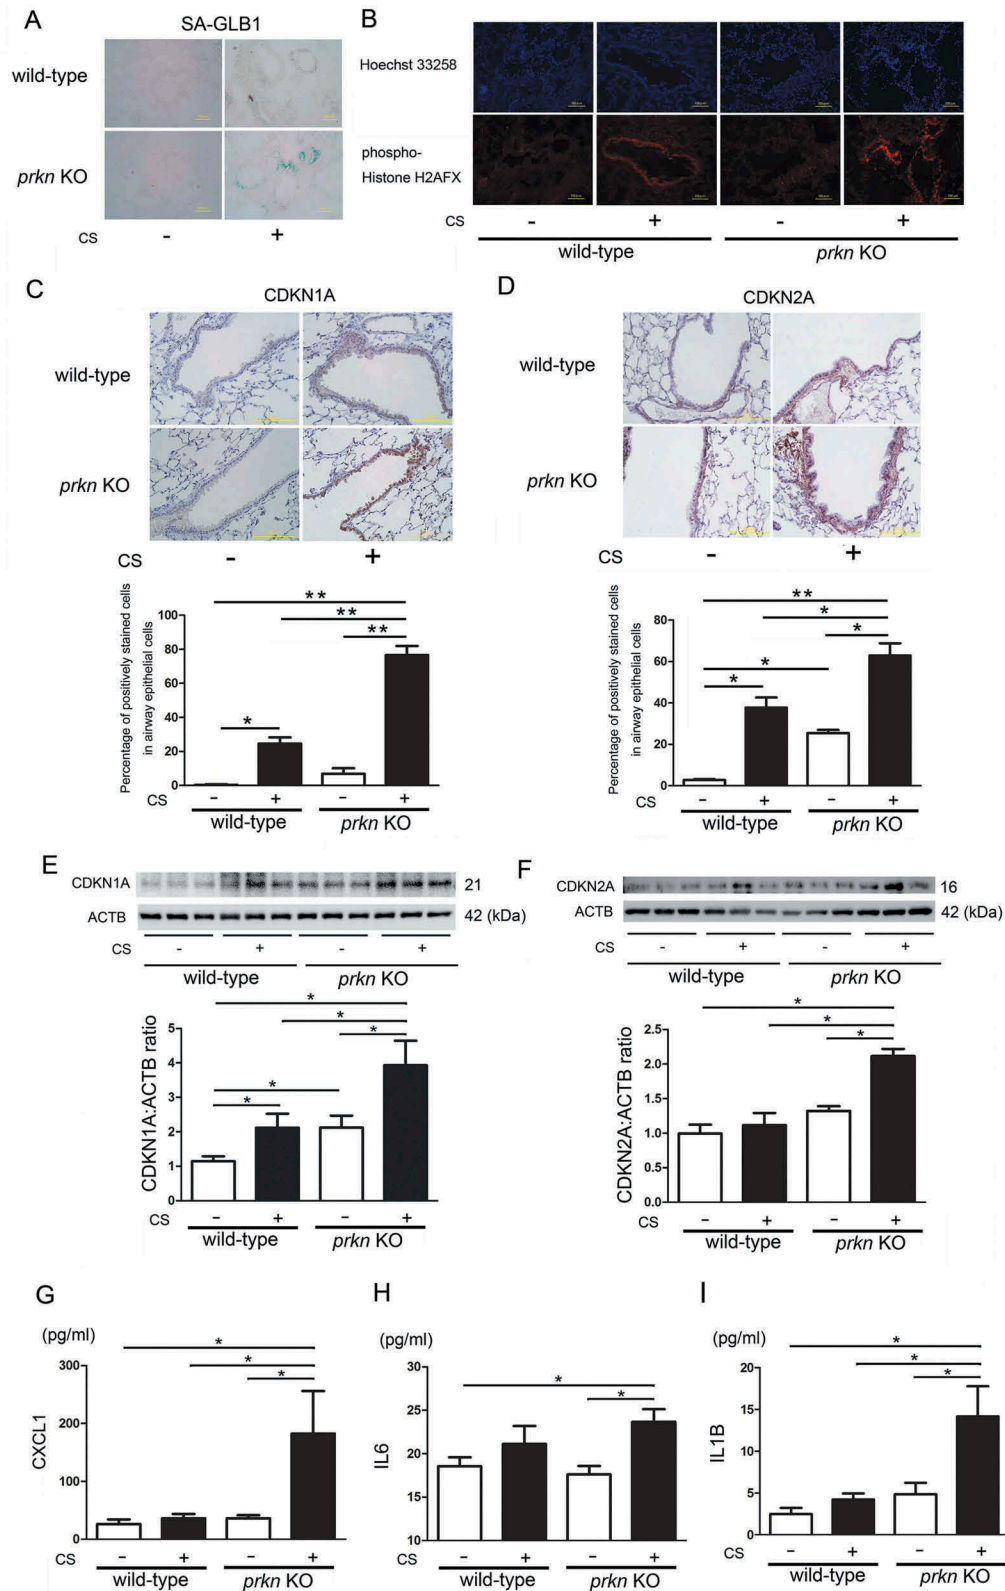 A
SA-GLB1
wild-type
prkn KO
CS - +
B
Hoechst 33258
phospho-
Histone H2AFX
- + - +
CS
wild-type prkn KO
C
CDKN1A
wild-type
prkn KO
CS - +
** 
**
**
*
Percentage of positively stained cells
in airway epithelial cells
100
80
60
40
20
0
CS - + - +
wild-type prkn KO
D
CDKN2A
wild-type
prkn KO
CS - +
**
*
*
*
*
Percentage of positively stained cells
in airway epithelial cells
80
60
40
20
0
CS - + - +
wild-type prkn KO
E
CDKN1A 21
ACTB 42 (kDa)
CS - + - +
wild-type prkn KO
*
*
*
*
*
CDKN1A:ACTB ratio
5
4
3
2
1
0
CS - + - +
wild-type prkn KO
F
CDKN2A 16
ACTB 42 (kDa)
CS - + - +
wild-type prkn KO
*
*
*
CDKN2A:ACTB ratio
2.5
2.0
1.5
1.0
0.5
0.0
CS - + - +
wild-type prkn KO
G
(pg/ml)
*
*
*
CXCL1
300
200
100
0
CS - + - +
wild-type prkn KO
H
(pg/ml)
*
*
IL6
30
25
20
15
10
CS - + - +
wild-type prkn KO
I
(pg/ml)
*
*
*
IL1B
20
15
10
5
0
CS - + - +
wild-type prkn KO